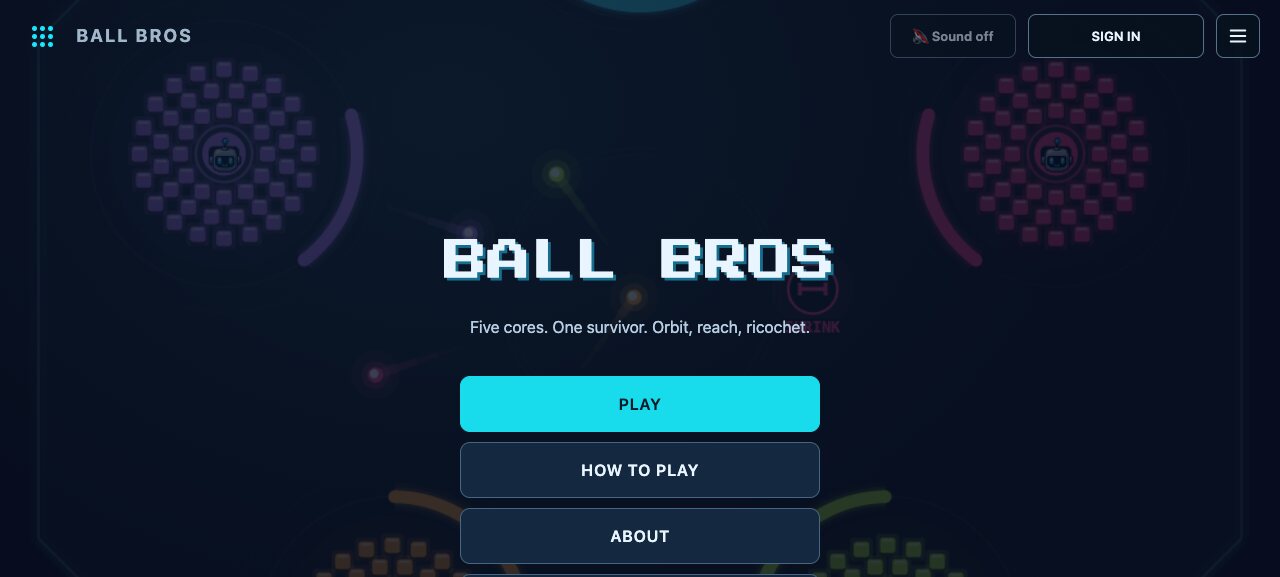 BALL BROS
Sound off
SIGN IN
BALL BROS
Five cores. One survivor. Orbit, reach, ricochet.
PLAY
HOW TO PLAY
ABOUT